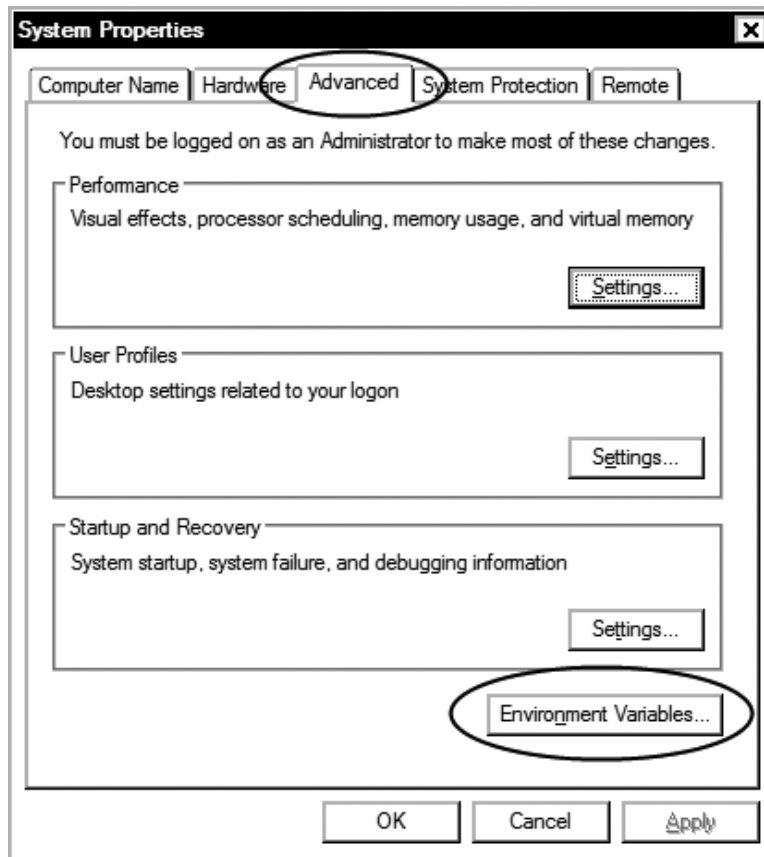 System Properties
Computer Name Hardware Advanced System Protection Remote
You must be logged on as an Administrator to make most of these changes.
Performance
Visual effects, processor scheduling, memory usage, and virtual memory
Settings...
User Profiles
Desktop settings related to your logon
Settings...
Startup and Recovery
System startup, system failure, and debugging information
Settings...
Environment Variables...
OK Cancel Apply